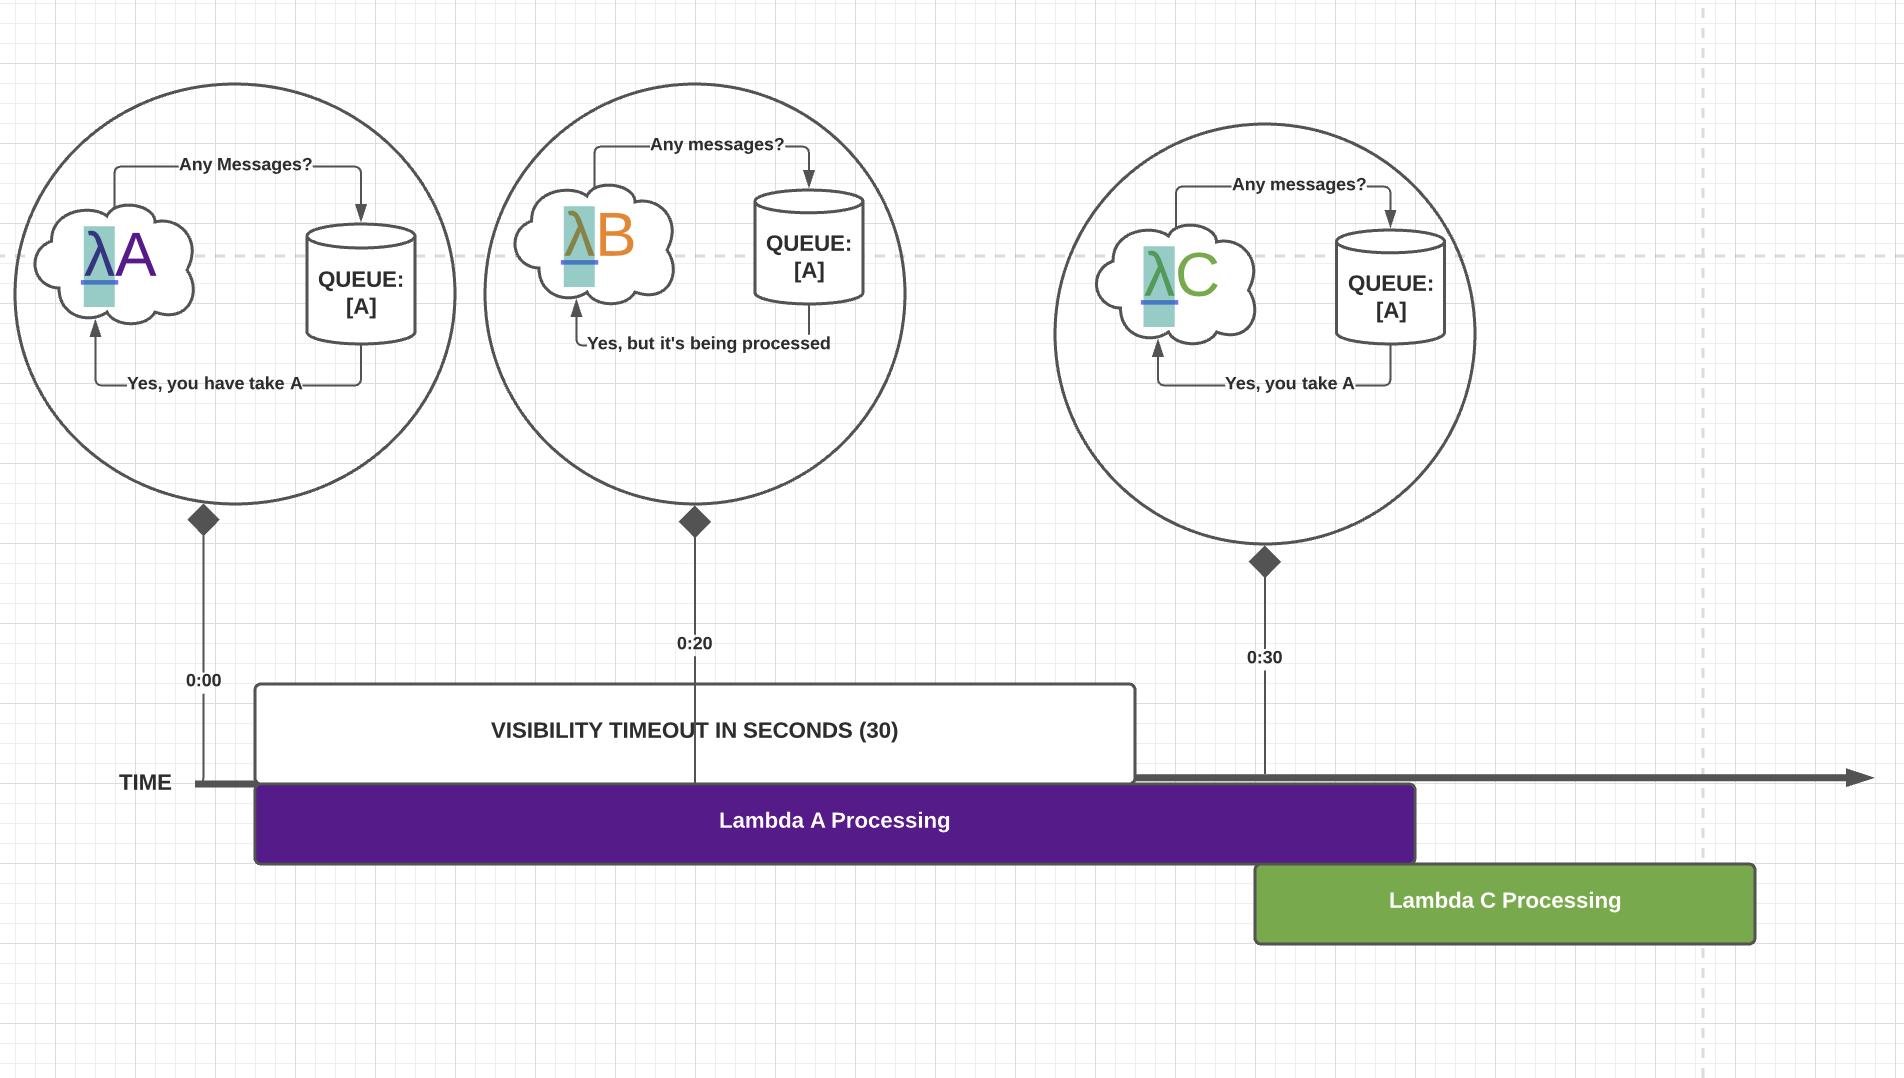 Any Messages?
λA
QUEUE:
[A]
Yes, you have take A
Any messages?
λB
QUEUE:
[A]
Yes, but it's being processed
Any messages?
λC
QUEUE:
[A]
Yes, you take A
0:00
0:20
0:30
VISIBILITY TIMEOUT IN SECONDS (30)
TIME
Lambda A Processing
Lambda C Processing